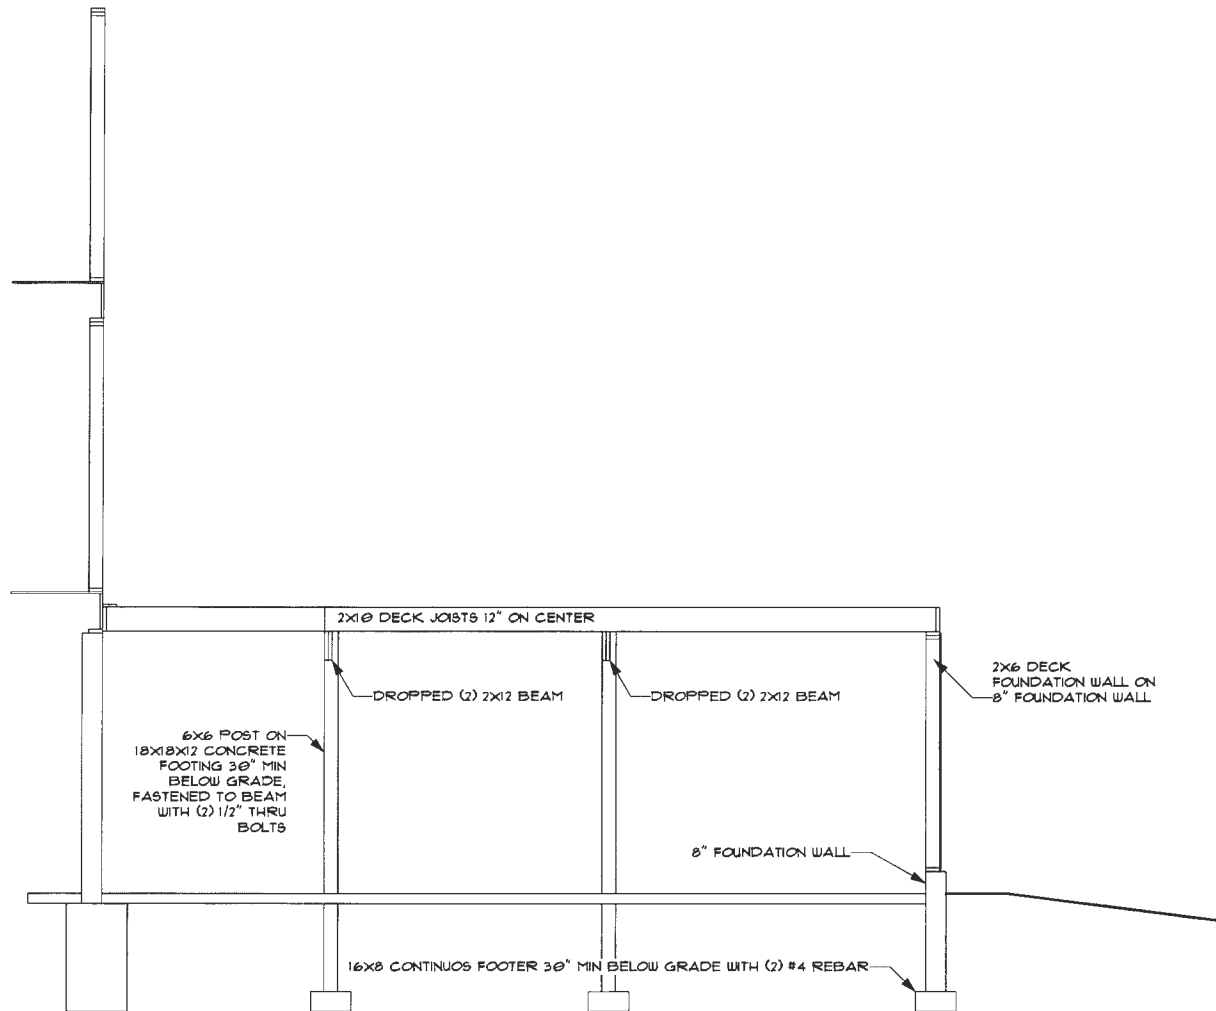 2X10 DECK JOISTS 12" ON CENTER
DROPPED (2) 2X12 BEAM
DROPPED (2) 2X12 BEAM
2X6 DECK
FOUNDATION WALL ON
8" FOUNDATION WALL
6X6 POST ON
18X18X12 CONCRETE
FOOTING 30" MIN
BELOW GRADE,
FASTENED TO BEAM
WITH (2) 1/2" THRU
BOLTS
8" FOUNDATION WALL
16X8 CONTINUOS FOOTER 30" MIN BELOW GRADE WITH (2) #4 REBAR